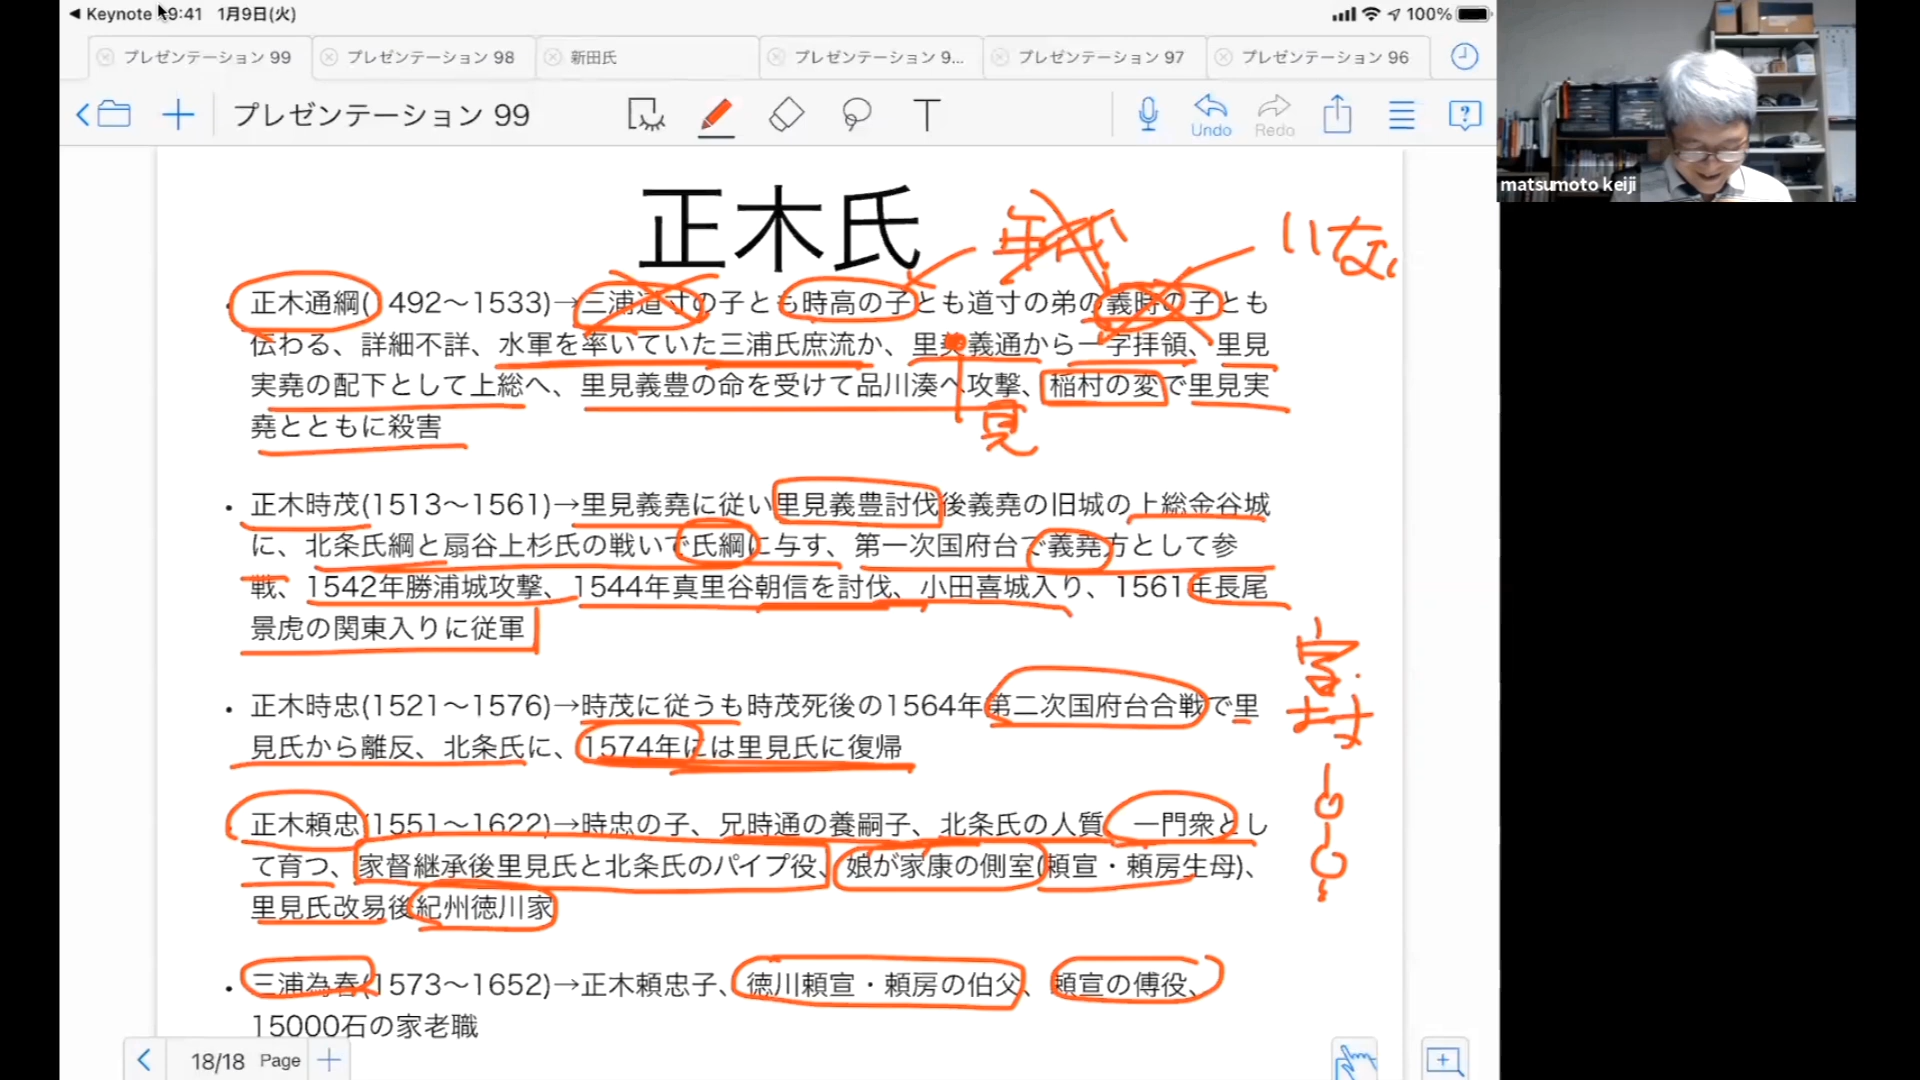 Keynote 9:41 1月9日(火) 100%
プレゼンテーション 99 プレゼンテーション 98 新田氏 プレゼンテーション 9... プレゼンテーション 97 プレゼンテーション 96
プレゼンテーション 99 T Undo Redo
matsumoto keiji
正木氏
年代
いない
・正木通綱( 492〜1533)→三浦道寸の子とも時高の子とも道寸の弟の義時の子とも
伝わる、詳細不詳、水軍を率いていた三浦氏庶流か、里美義通から一字拝領、里見
実堯の配下として上総へ、里見義豊の命を受けて品川湊へ攻撃、稲村の変で里見実
堯とともに殺害
見
・正木時茂(1513〜1561)→里見義堯に従い里見義豊討伐後義堯の旧城の上総金谷城
に、北条氏綱と扇谷上杉氏の戦いで氏綱に与す、第一次国府台で義堯方として参
戦、1542年勝浦城攻撃、1544年真里谷朝信を討伐、小田喜城入り、1561年長尾
景虎の関東入りに従軍
・正木時忠(1521〜1576)→時茂に従うも時茂死後の1564年第二次国府台合戦で里
見氏から離反、北条氏に、1574年には里見氏に復帰
・正木頼忠(1551〜1622)→時忠の子、兄時通の養嗣子、北条氏の人質、一門衆とし
て育つ、家督継承後里見氏と北条氏のパイプ役、娘が家康の側室(頼宣・頼房生母)、
里見氏改易後紀州徳川家
・三浦為春(1573〜1652)→正木頼忠子、徳川頼宣・頼房の伯父、頼宣の傅役、
15000石の家老職
18/18 Page